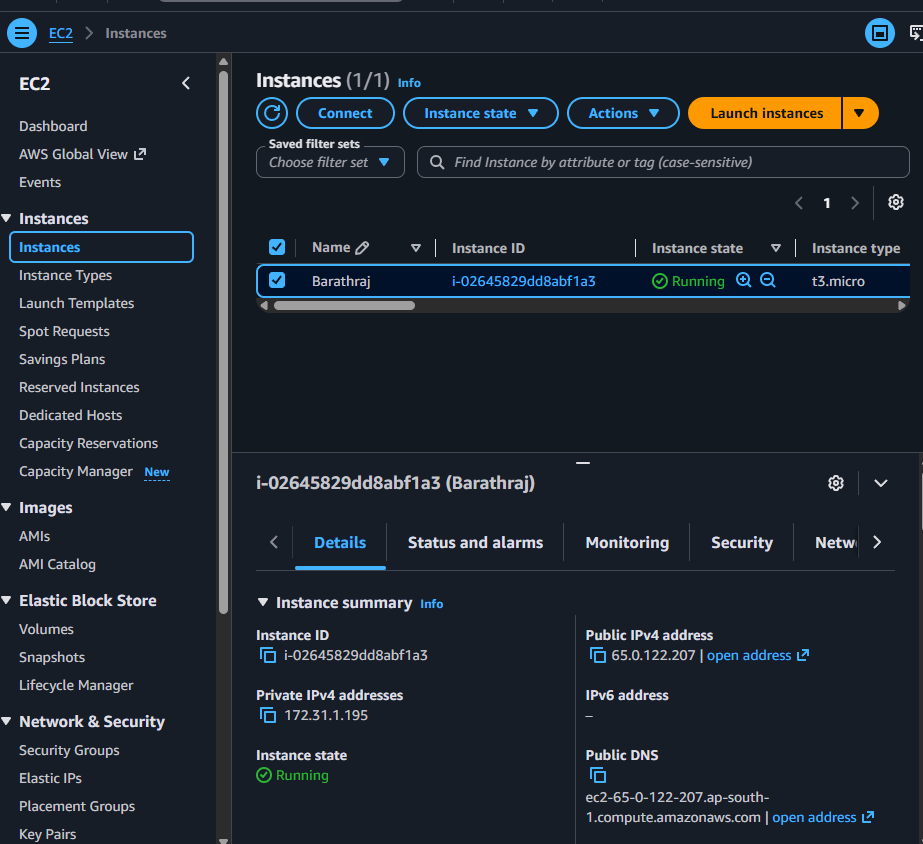 EC2 > Instances
EC2
Dashboard
AWS Global View
Events
Instances
Instances
Instance Types
Launch Templates
Spot Requests
Savings Plans
Reserved Instances
Dedicated Hosts
Capacity Reservations
Capacity Manager New
Images
AMIs
AMI Catalog
Elastic Block Store
Volumes
Snapshots
Lifecycle Manager
Network & Security
Security Groups
Elastic IPs
Placement Groups
Key Pairs
Instances (1/1) Info
Connect Instance state Actions Launch instances
Saved filter sets
Choose filter set Find Instance by attribute or tag (case-sensitive)
1
Name Instance ID Instance state Instance type
Barathraj i-02645829dd8abf1a3 Running t3.micro
i-02645829dd8abf1a3 (Barathraj)
Details Status and alarms Monitoring Security Netw
Instance summary Info
Instance ID
i-02645829dd8abf1a3
Private IPv4 addresses
172.31.1.195
Instance state
Running
Public IPv4 address
65.0.122.207 | open address
IPv6 address
–
Public DNS
ec2-65-0-122-207.ap-south-
1.compute.amazonaws.com | open address